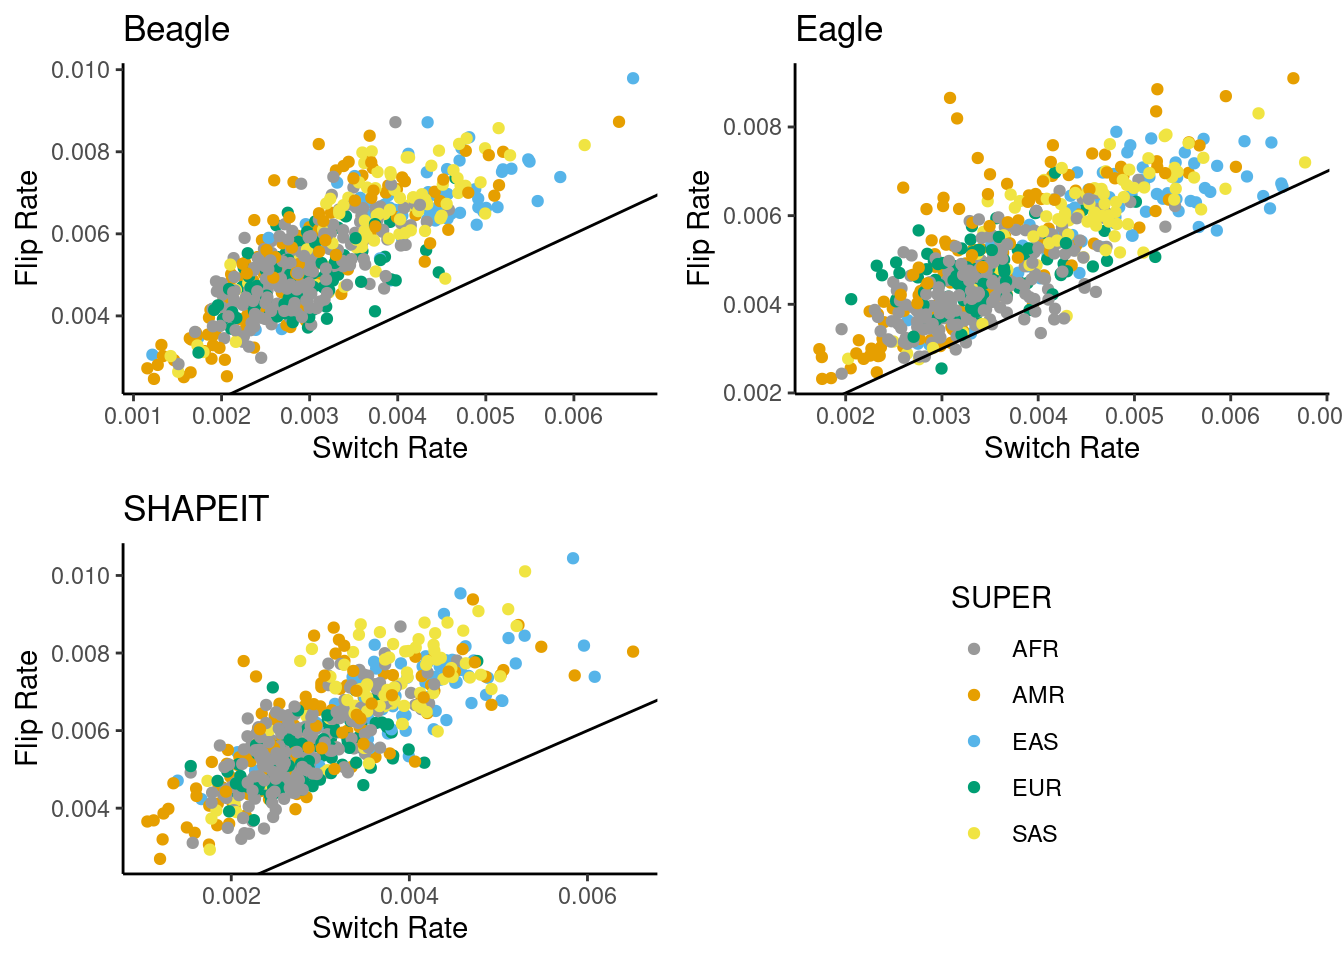 Beagle
Flip Rate
0.010
0.008
0.006
0.004
0.001 0.002 0.003 0.004 0.005 0.006
Switch Rate
Eagle
Flip Rate
0.008
0.006
0.004
0.002
0.002 0.003 0.004 0.005 0.006 0.00
Switch Rate
SHAPEIT
Flip Rate
0.010
0.008
0.006
0.004
0.002 0.004 0.006
Switch Rate
SUPER
AFR
AMR
EAS
EUR
SAS